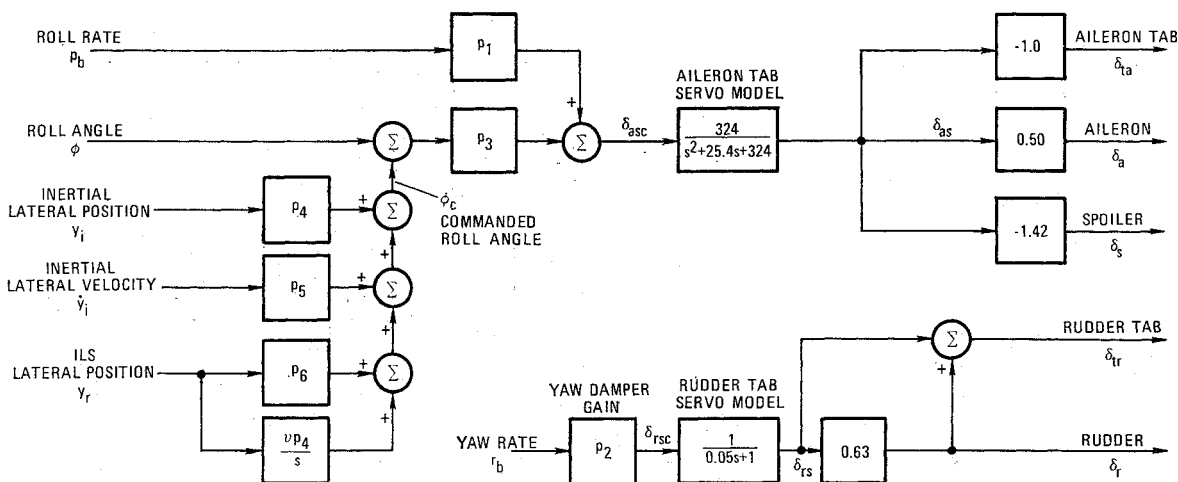 ROLL RATE
p_b
p_1
+
Σ
ROLL ANGLE
ϕ
Σ
p_3
δ_asc
AILERON TAB
SERVO MODEL
324
s²+25.4s+324
-1.0
AILERON TAB
δ_ta
δ_as
0.50
AILERON
δ_a
-1.42
SPOILER
δ_s
INERTIAL
LATERAL POSITION
y_i
p_4
+
Σ
ϕ_c
COMMANDED
ROLL ANGLE
+
INERTIAL
LATERAL VELOCITY
ẏ_i
p_5
+
Σ
+
ILS
LATERAL POSITION
y_r
p_6
+
Σ
+
υp_4
s
YAW RATE
r_b
YAW DAMPER
GAIN
p_2
δ_rsc
RUDDER TAB
SERVO MODEL
1
0.05s+1
δ_rs
0.63
Σ
+
RUDDER TAB
δ_tr
RUDDER
δ_r